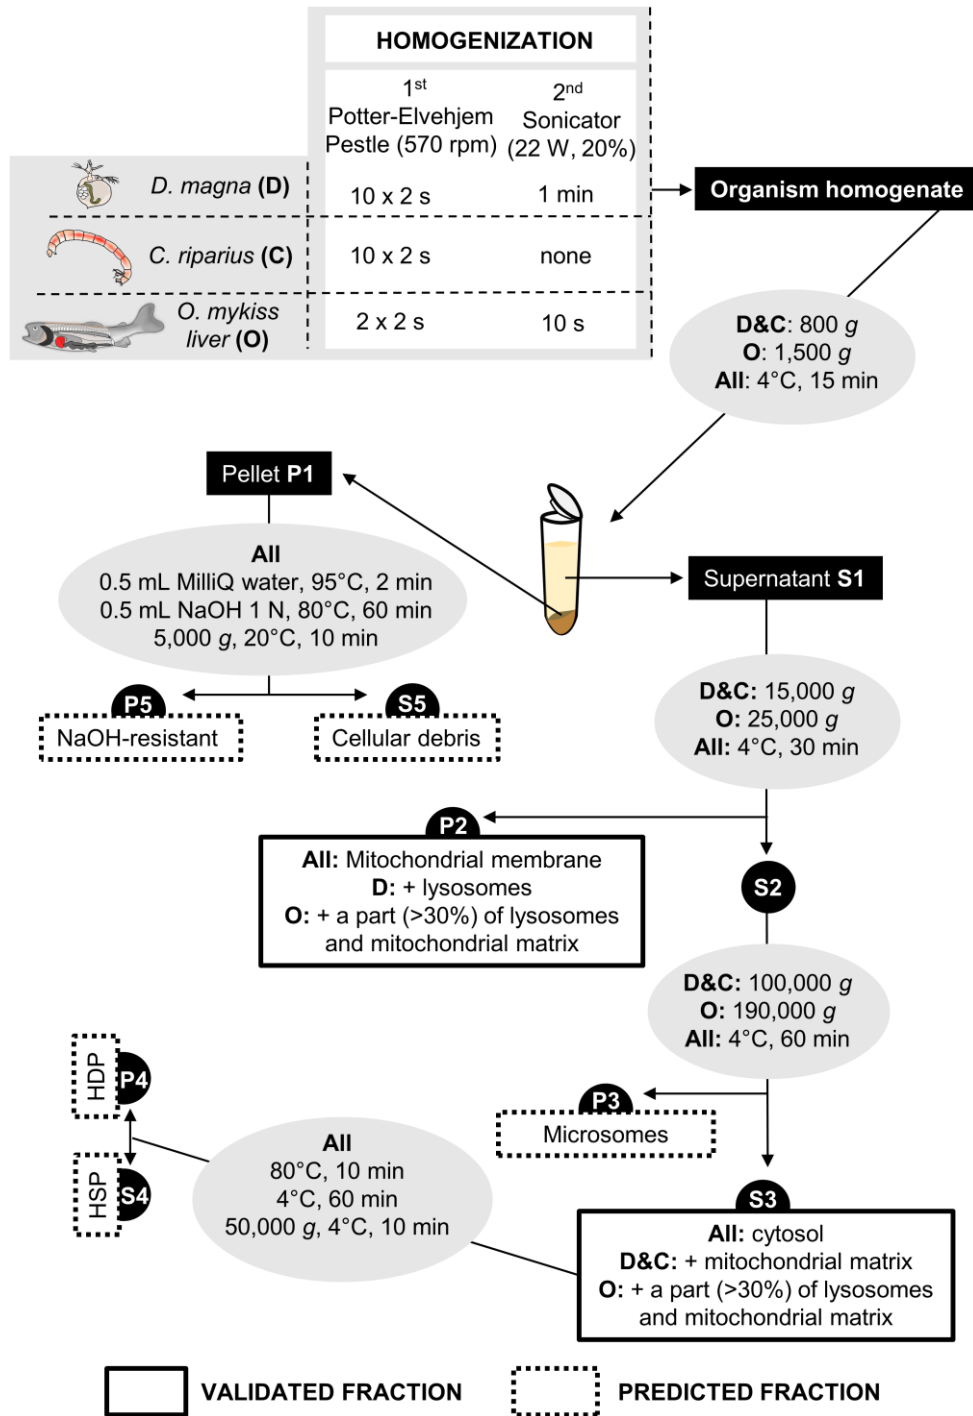 HOMOGENIZATION
1st
Potter-Elvehjem
Pestle (570 rpm)
2nd
Sonicator
(22 W, 20%)
D. magna (D)
10 x 2 s
1 min
C. riparius (C)
10 x 2 s
none
O. mykiss
liver (O)
2 x 2 s
10 s
Organism homogenate
D&C: 800 g
O: 1,500 g
All: 4°C, 15 min
Pellet P1
All
0.5 mL MilliQ water, 95°C, 2 min
0.5 mL NaOH 1 N, 80°C, 60 min
5,000 g, 20°C, 10 min
Supernatant S1
P5
NaOH-resistant
S5
Cellular debris
D&C: 15,000 g
O: 25,000 g
All: 4°C, 30 min
P2
All: Mitochondrial membrane
D: + lysosomes
O: + a part (>30%) of lysosomes
and mitochondrial matrix
S2
D&C: 100,000 g
O: 190,000 g
All: 4°C, 60 min
P3
Microsomes
HDP
P4
HSP
S4
All
80°C, 10 min
4°C, 60 min
50,000 g, 4°C, 10 min
S3
All: cytosol
D&C: + mitochondrial matrix
O: + a part (>30%) of lysosomes
and mitochondrial matrix
VALIDATED FRACTION
PREDICTED FRACTION